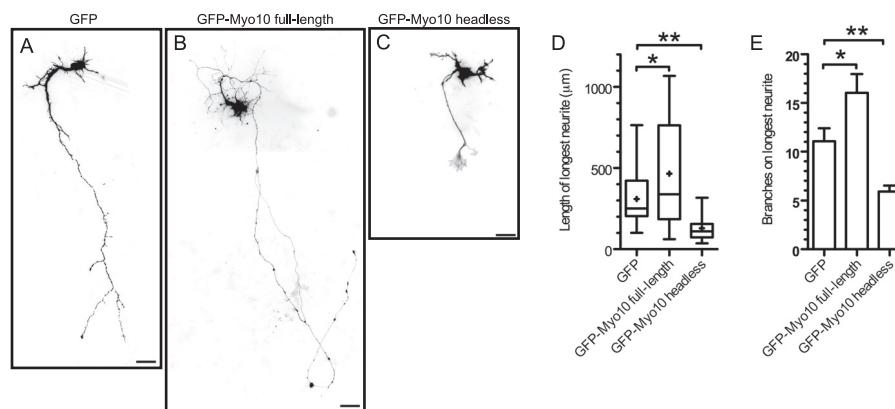 GFP
GFP-Myo10 full-length
GFP-Myo10 headless
A
B
C
D
Length of longest neurite (μm)
1000
500
0
*
**
GFP
GFP-Myo10 full-length
GFP-Myo10 headless
E
Branches on longest neurite
20
15
10
5
0
*
**
GFP
GFP-Myo10 full-length
GFP-Myo10 headless